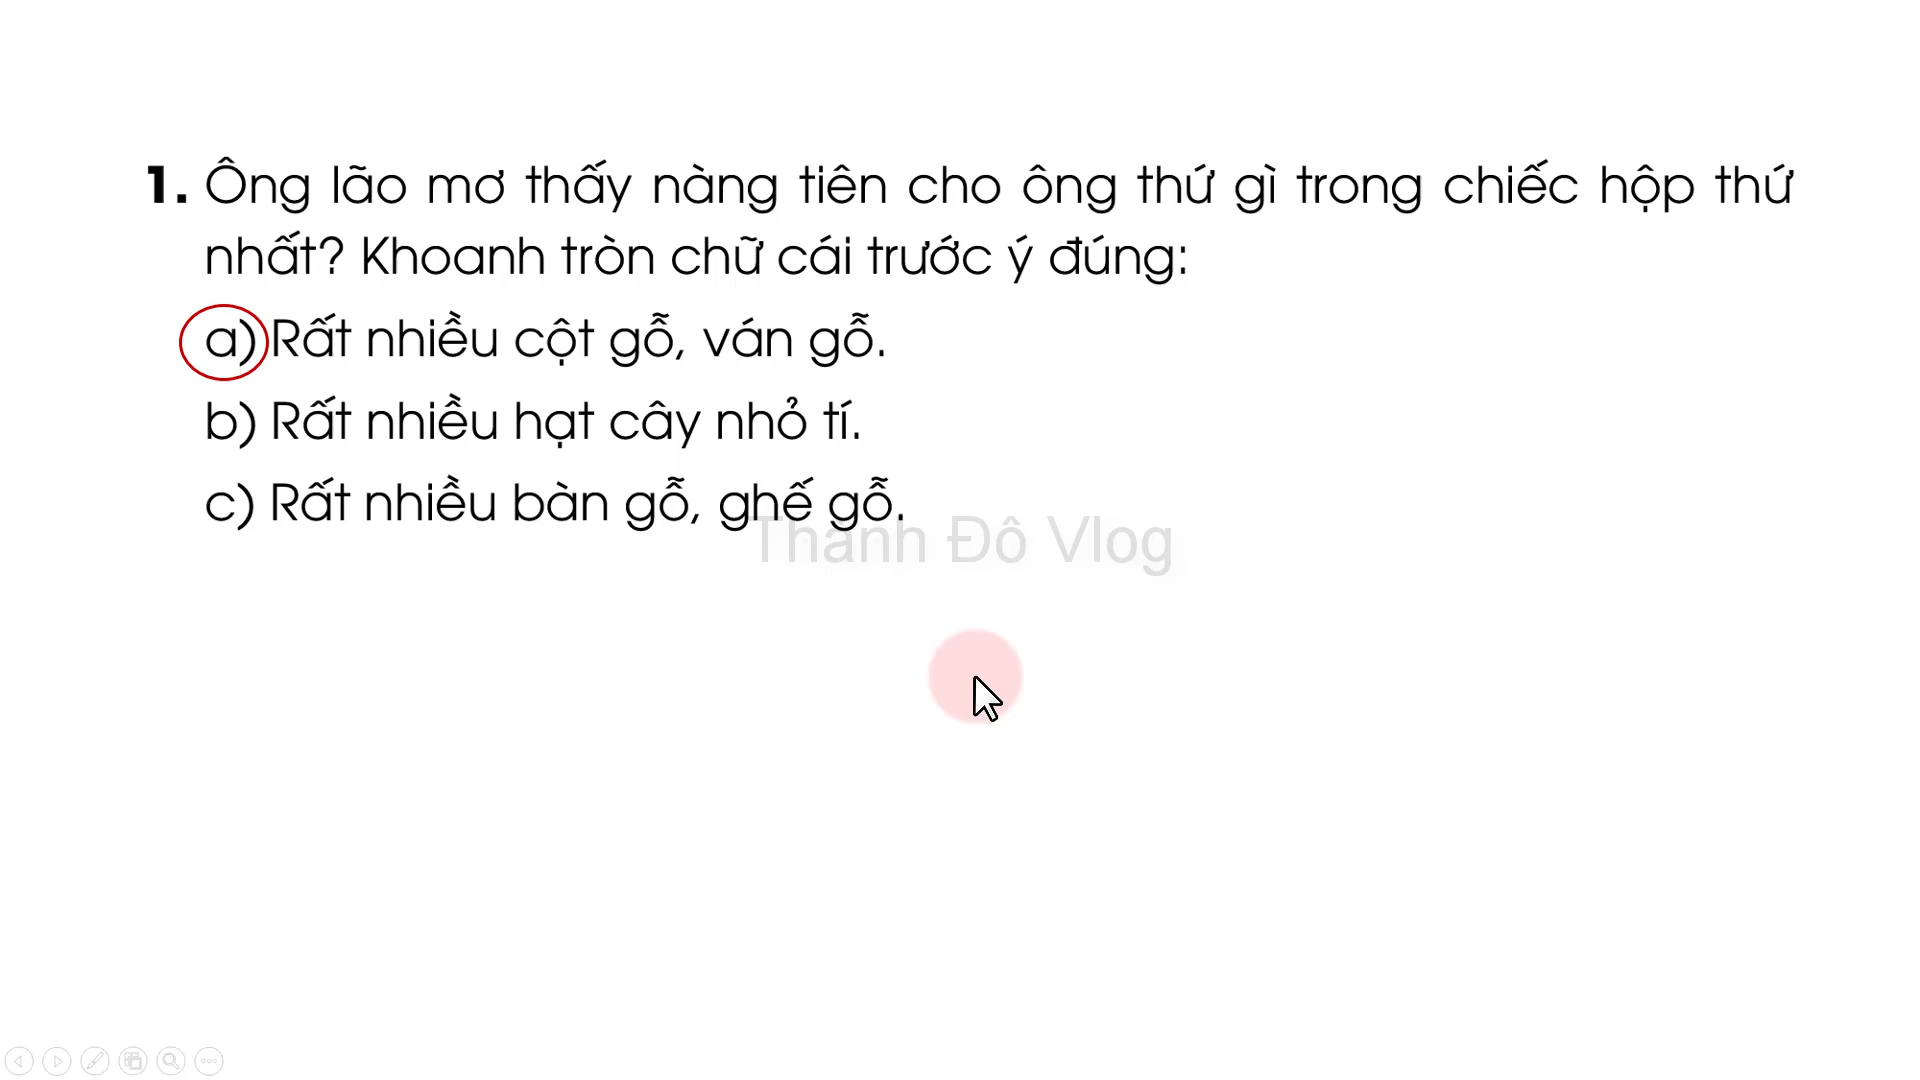 1. Ông lão mơ thấy nàng tiên cho ông thứ gì trong chiếc hộp thứ
nhất? Khoanh tròn chữ cái trước ý đúng:
a) Rất nhiều cột gỗ, ván gỗ.
b) Rất nhiều hạt cây nhỏ tí.
c) Rất nhiều bàn gỗ, ghế gỗ.
Thanh Đô Vlog